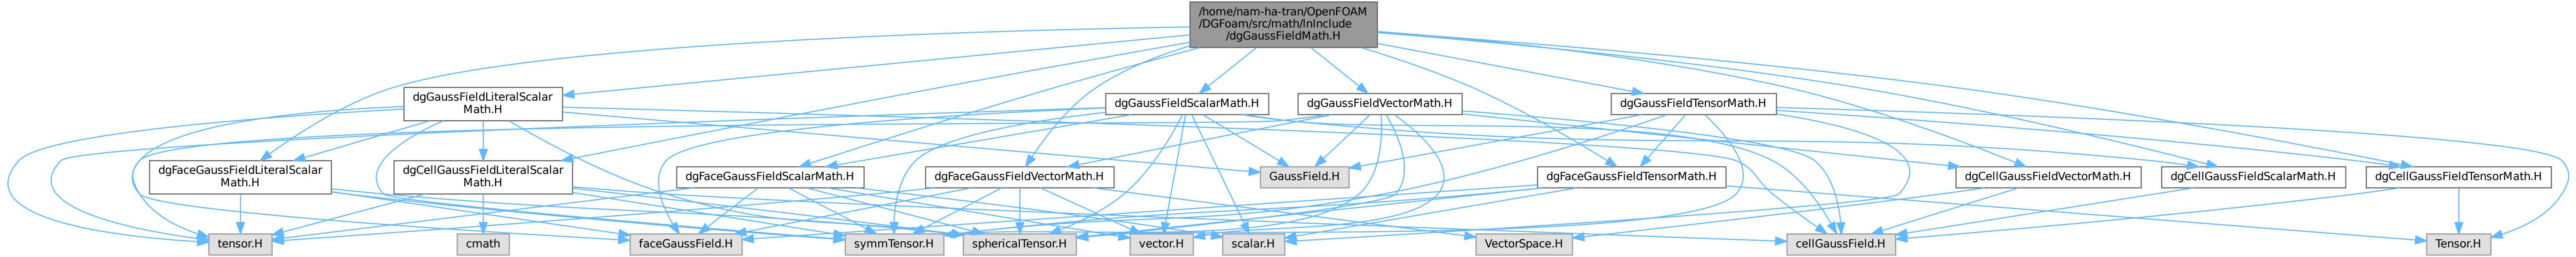 /home/nam-ha-tran/OpenFOAM
/DGFoam/src/math/lnInclude
/dgGaussFieldMath.H
dgGaussFieldLiteralScalar
Math.H
dgGaussFieldScalarMath.H
dgGaussFieldVectorMath.H
dgGaussFieldTensorMath.H
dgFaceGaussFieldLiteralScalar
Math.H
dgCellGaussFieldLiteralScalar
Math.H
dgFaceGaussFieldScalarMath.H
dgFaceGaussFieldVectorMath.H
GaussField.H
dgFaceGaussFieldTensorMath.H
dgCellGaussFieldVectorMath.H
dgCellGaussFieldScalarMath.H
dgCellGaussFieldTensorMath.H
tensor.H
cmath
faceGaussField.H
symmTensor.H
sphericalTensor.H
vector.H
scalar.H
VectorSpace.H
cellGaussField.H
Tensor.H